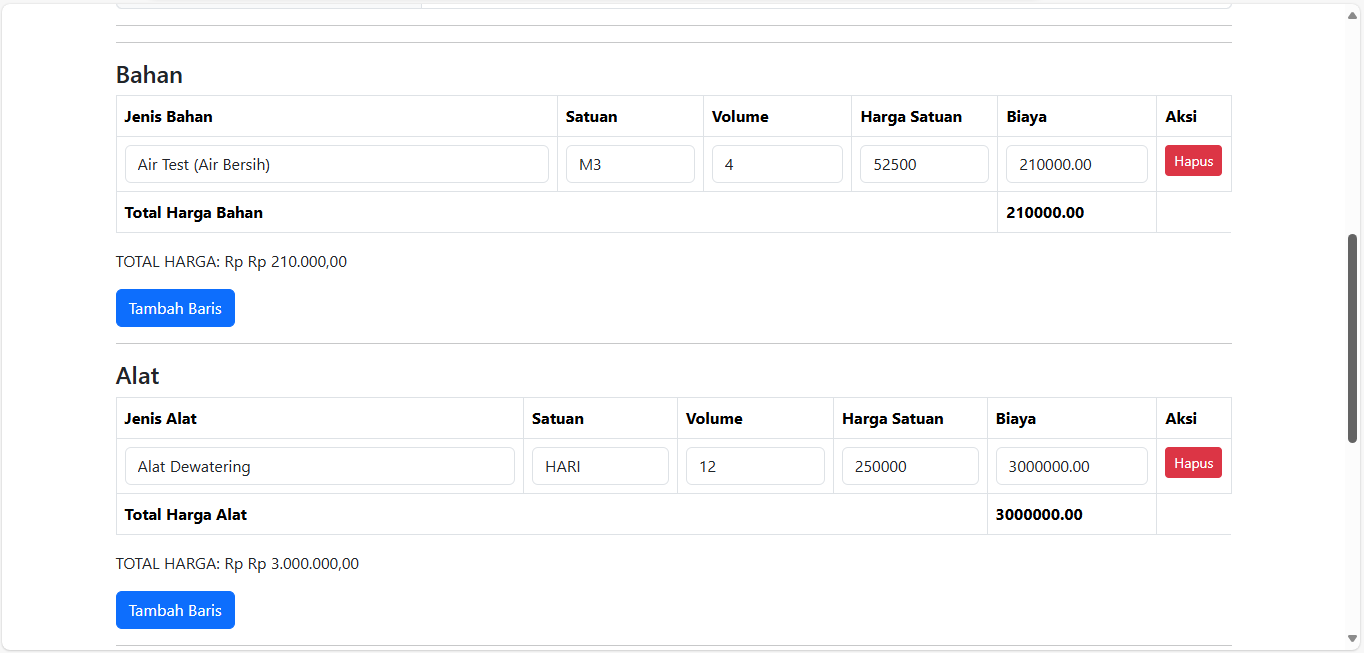 Bahan
Jenis Bahan Satuan Volume Harga Satuan Biaya Aksi
Air Test (Air Bersih) M3 4 52500 210000.00 Hapus
Total Harga Bahan 210000.00
TOTAL HARGA: Rp Rp 210.000,00
Tambah Baris
Alat
Jenis Alat Satuan Volume Harga Satuan Biaya Aksi
Alat Dewatering HARI 12 250000 3000000.00 Hapus
Total Harga Alat 3000000.00
TOTAL HARGA: Rp Rp 3.000.000,00
Tambah Baris